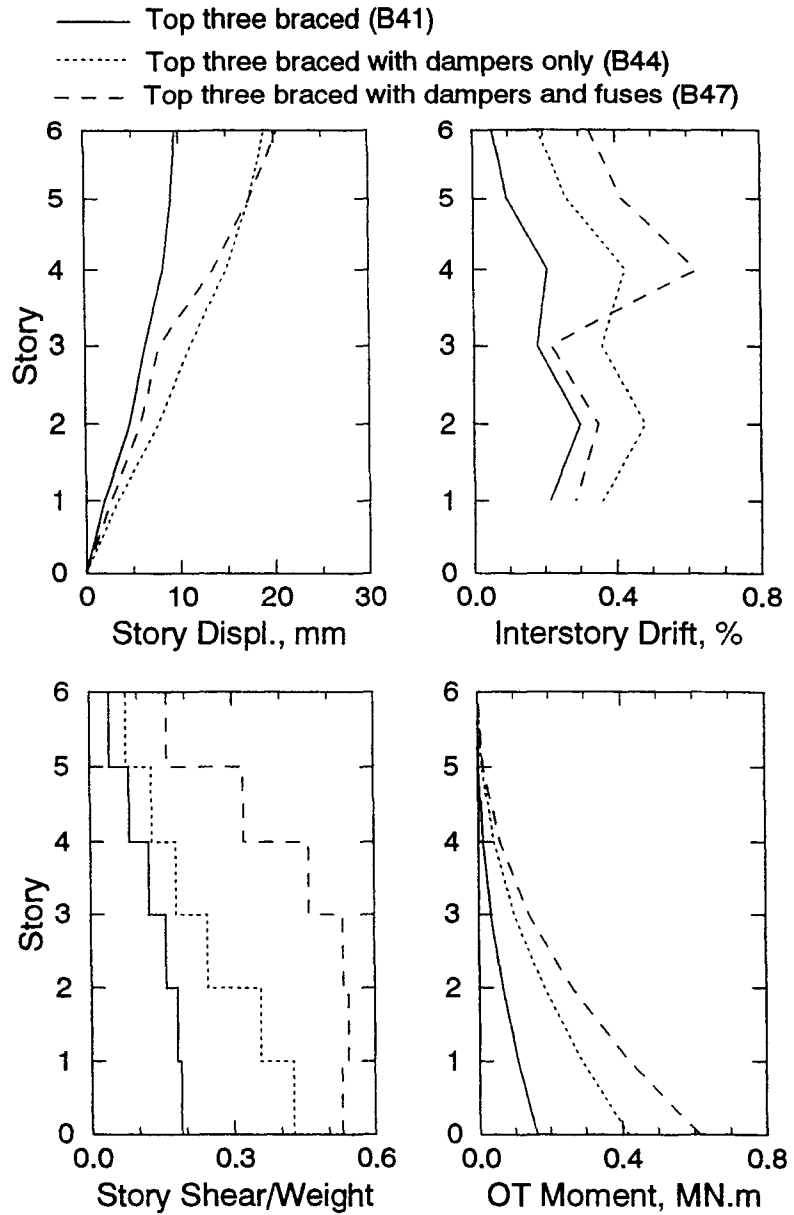 Top three braced (B41)
Top three braced with dampers only (B44)
Top three braced with dampers and fuses (B47)
6
5
4
3
2
1
0
Story
0 10 20 30
Story Displ., mm
6
5
4
3
2
1
0
0.0 0.4 0.8
Interstory Drift, %
6
5
4
3
2
1
0
Story
0.0 0.3 0.6
Story Shear/Weight
6
5
4
3
2
1
0
0.0 0.4 0.8
OT Moment, MN.m